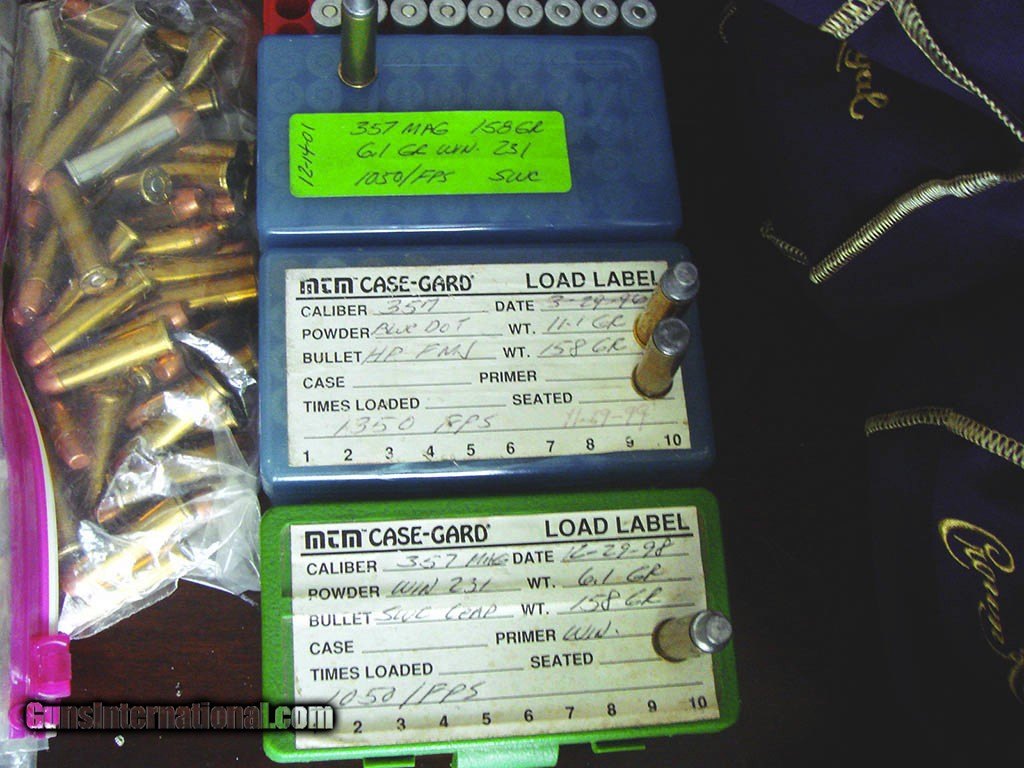 12-14-01
357 MAG 158GR
6.1 GR WIN. 231
1050/FPS SWC
MTM™ CASE-GARD® LOAD LABEL
CALIBER 357 DATE 3-29-96
POWDER BLUE DOT WT. 11.1 GR
BULLET HP FMJ WT. 158 GR
CASE PRIMER
TIMES LOADED SEATED
1350 FPS 11-29-99
1 2 3 4 5 6 7 8 9 10
MTM™ CASE-GARD® LOAD LABEL
CALIBER 357 MAG DATE 12-29-98
POWDER WIN 231 WT. 6.1 GR
BULLET SWC LEAD WT. 158 GR
CASE PRIMER WIN.
TIMES LOADED SEATED
1050/FPS
2 3 4 5 6 7 8 9 10
GunsInternational.com
Royal
Crown